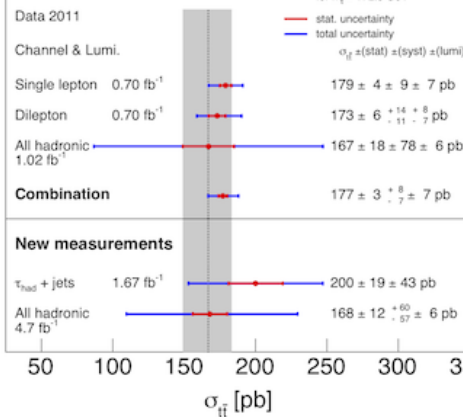 Data 2011
stat. uncertainty
total uncertainty
Channel & Lumi.
σtt̄ ±(stat) ±(syst) ±(lumi)
Single lepton 0.70 fb⁻¹ 179 ± 4 ± 9 ± 7 pb
Dilepton 0.70 fb⁻¹ 173 ± 6 +14 -11 +8 -7 pb
All hadronic 167 ± 18 ± 78 ± 6 pb
1.02 fb⁻¹
Combination 177 ± 3 +8 -7 ± 7 pb
New measurements
τhad + jets 1.67 fb⁻¹ 200 ± 19 ± 43 pb
All hadronic 168 ± 12 +60 -57 ± 6 pb
4.7 fb⁻¹
50 100 150 200 250 300
σtt̄ [pb]